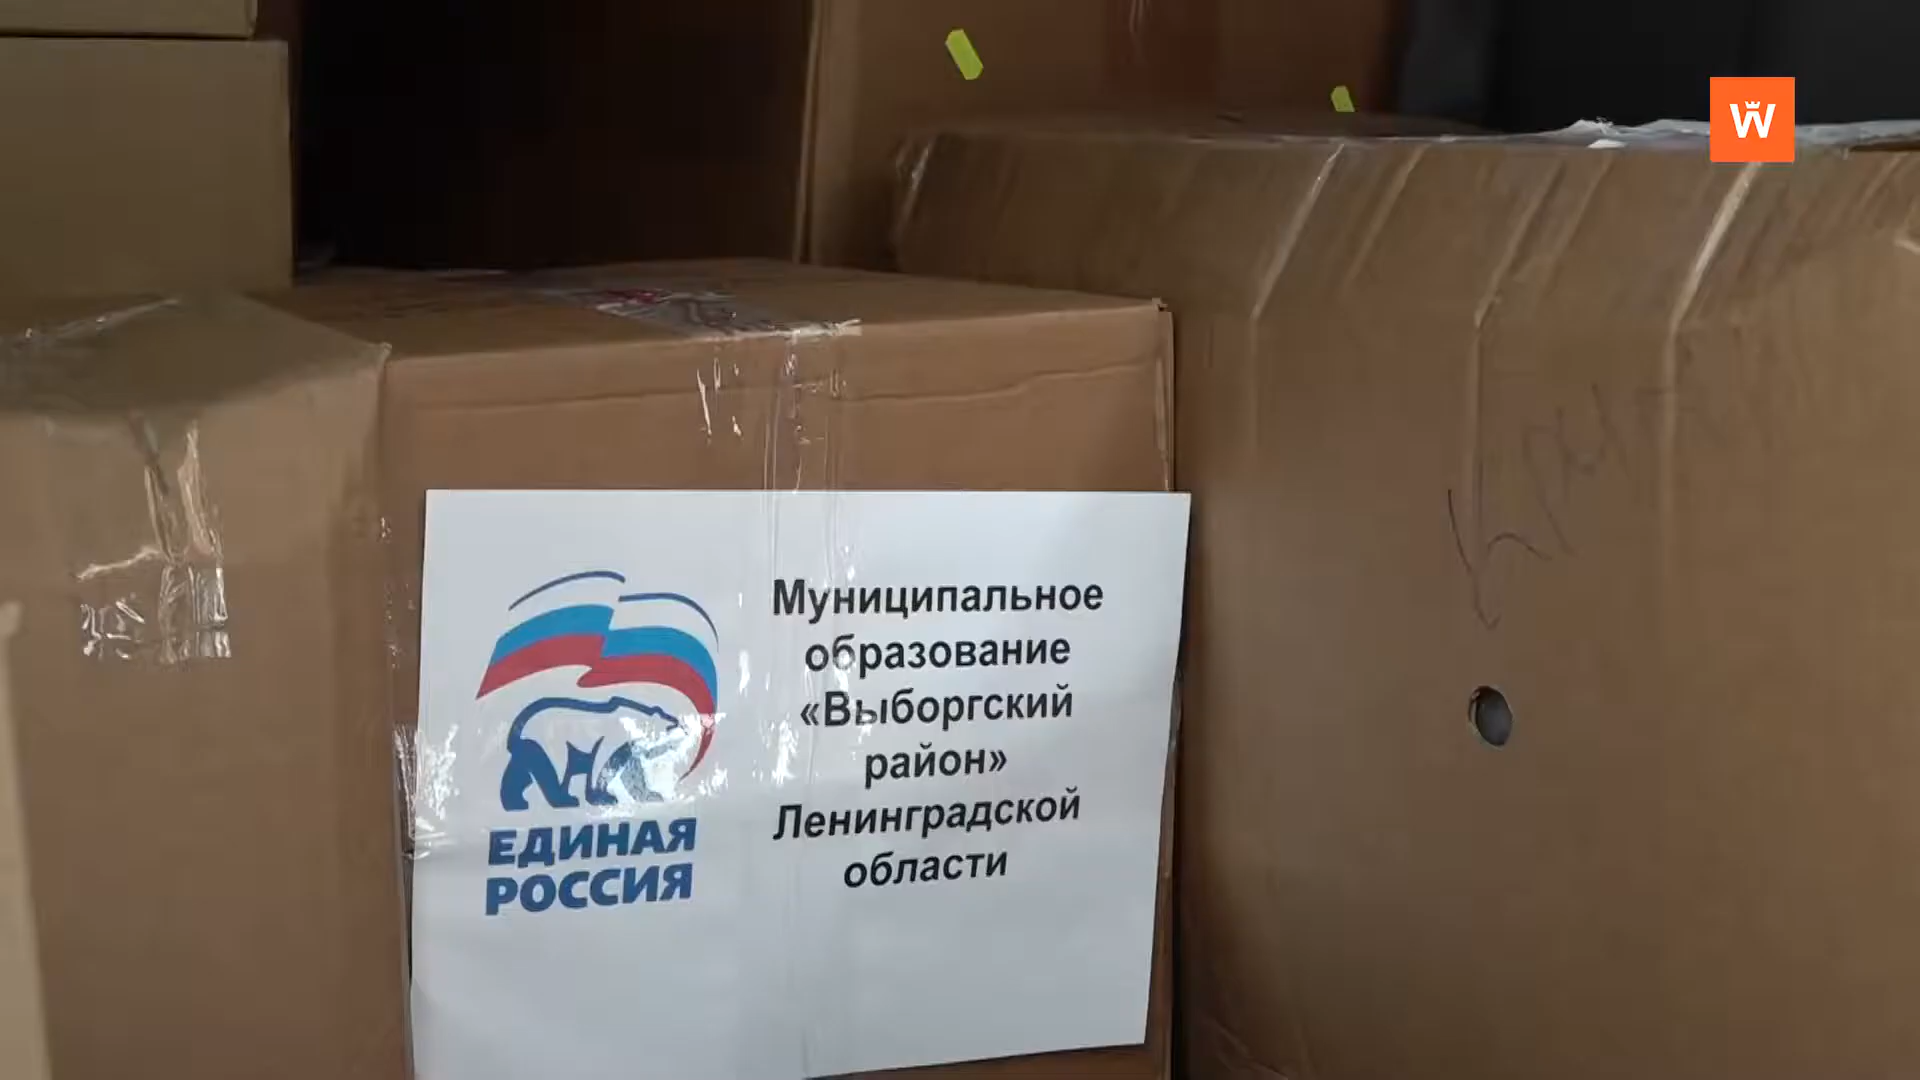 W
Муниципальное
образование
«Выборгский
район»
Ленинградской
области
ЕДИНАЯ
РОССИЯ